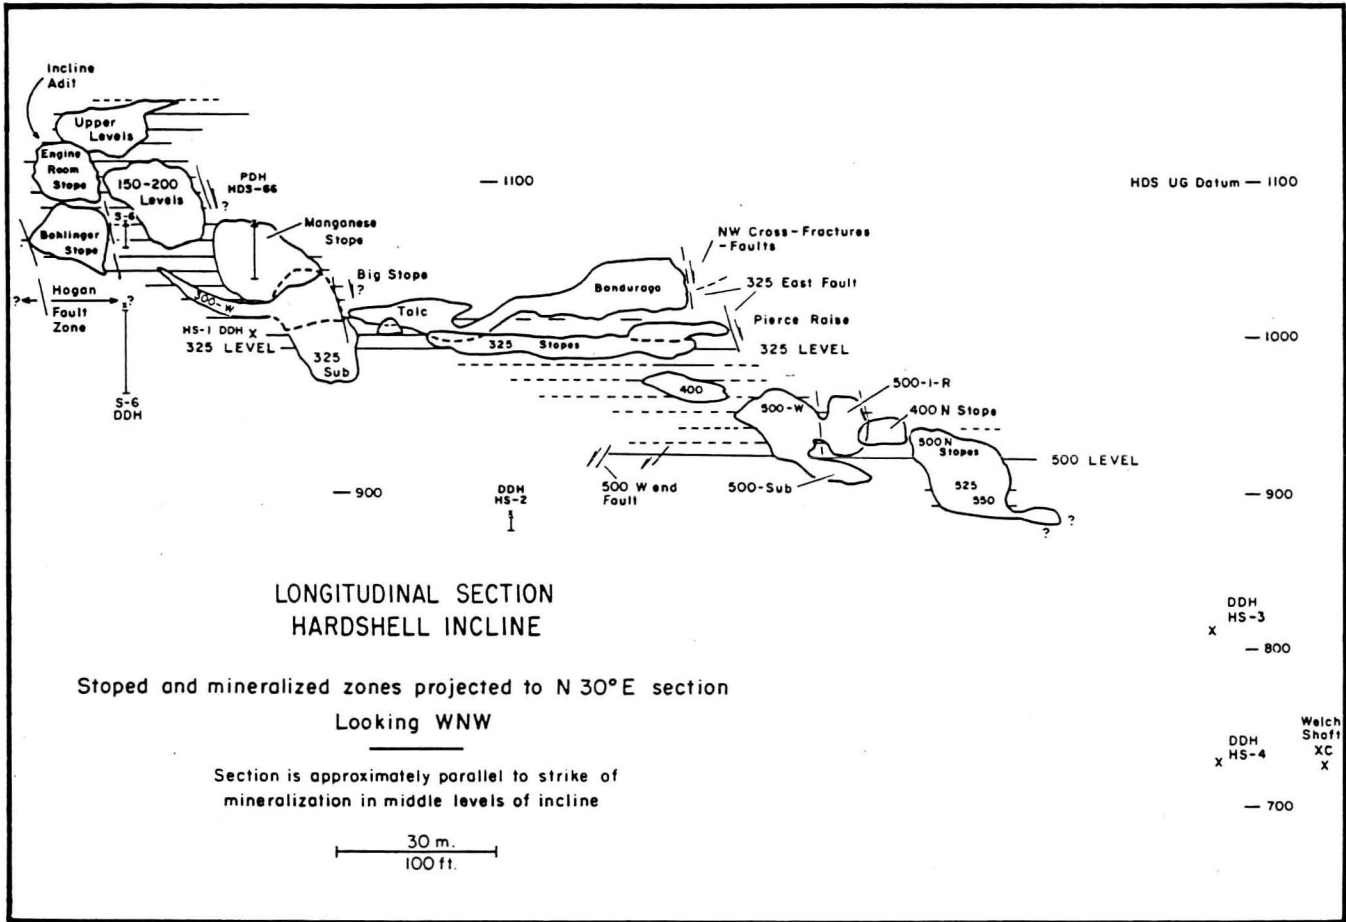 Incline
Adit
Upper
Levels
Engine
Room
Stope
150-200
Levels
PDH
HDS-66
?
S-6
Bohlinger
Stope
?
Manganese
Stope
— 1100
HDS UG Datum — 1100
NW Cross-Fractures
-Faults
Big Stope
?
325 East Fault
Banduraga
?
Hogan
Fault
Zone
?
300-W
Talc
Pierce Raise
HS-1 DDH X
325 LEVEL
325 Stopes
325 LEVEL
— 1000
325
Sub
S-6
DDH
400
500-W
500-I-R
400 N Stope
500N
Stopes
500 LEVEL
500 W end
Fault
500-Sub
525
550
— 900
DDH
HS-2
— 900
?
?
LONGITUDINAL SECTION
HARDSHELL INCLINE
DDH
HS-3
X
— 800
Stoped and mineralized zones projected to N 30° E section
Looking WNW
Welch
Shaft
XC
X
DDH
HS-4
X
Section is approximately parallel to strike of
mineralization in middle levels of incline
— 700
30 m.
100 ft.